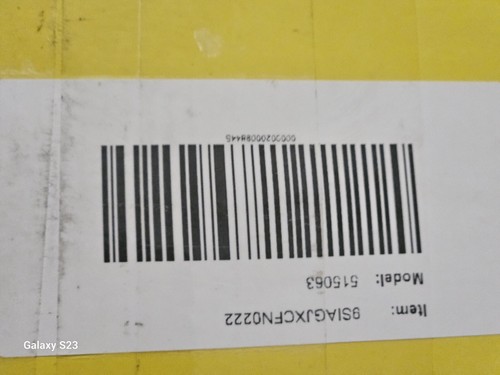 Item: 9SIAGJXCFN0222
Model: 515063
Galaxy S23